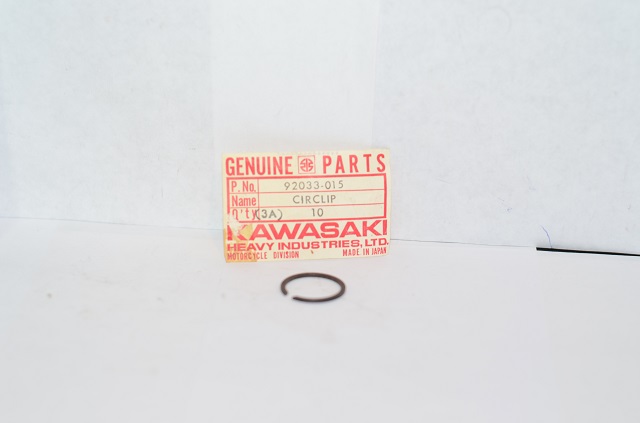 GENUINE PARTS
P. No. 92033-015
Name CIRCLIP
Q'ty (3A) 10
KAWASAKI
HEAVY INDUSTRIES, LTD.
MOTORCYCLE DIVISION MADE IN JAPAN